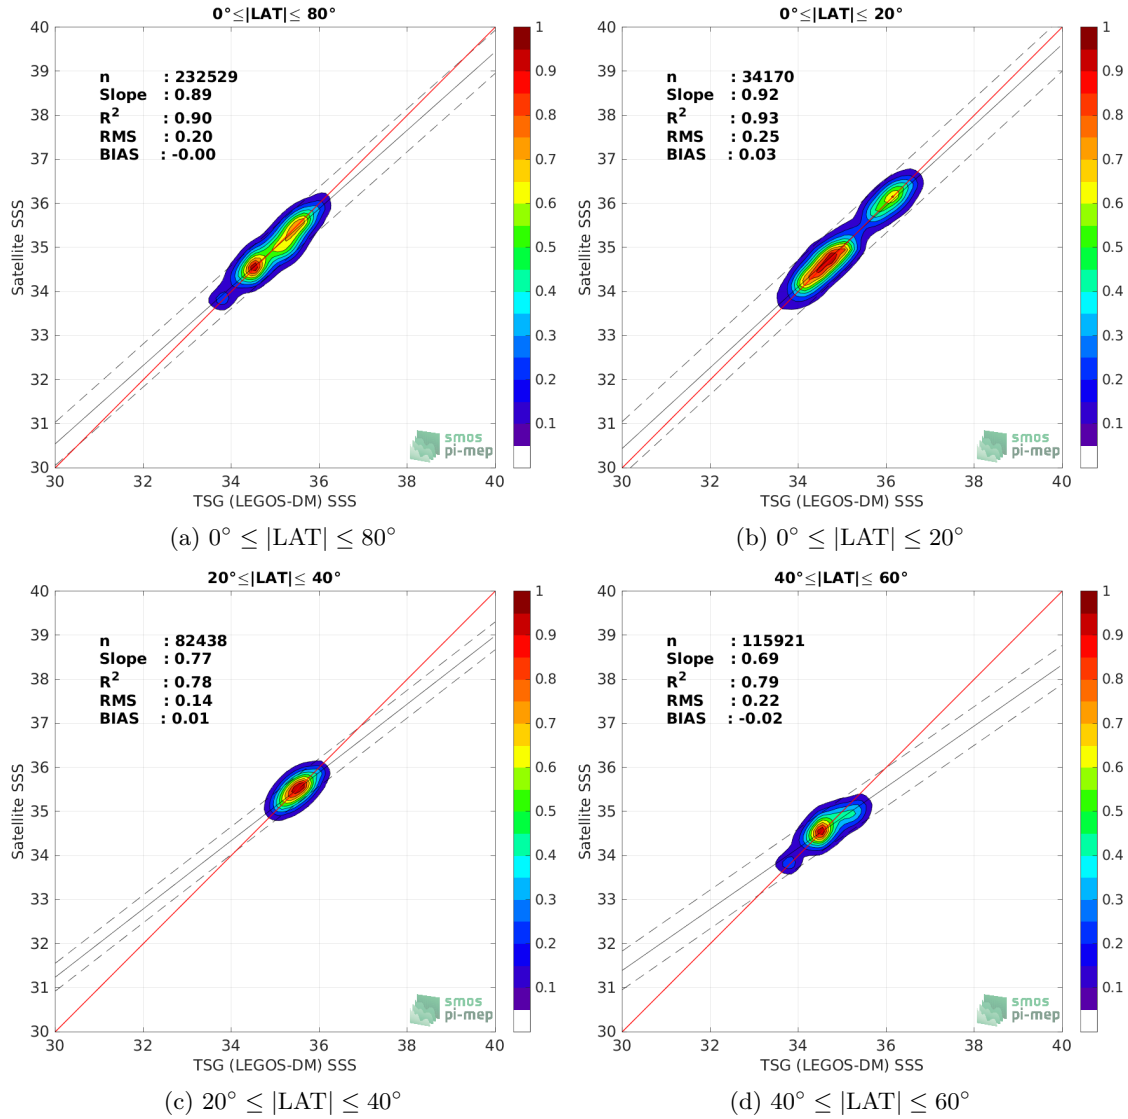 0°≤|LAT|≤ 80°
n : 232529
Slope : 0.89
R² : 0.90
RMS : 0.20
BIAS : -0.00
Satellite SSS
40
39
38
37
36
35
34
33
32
31
30
30 32 34 36 38 40
TSG (LEGOS-DM) SSS
1
0.9
0.8
0.7
0.6
0.5
0.4
0.3
0.2
0.1
smos
pi-mep
(a) 0° ≤ |LAT| ≤ 80°
0°≤|LAT|≤ 20°
n : 34170
Slope : 0.92
R² : 0.93
RMS : 0.25
BIAS : 0.03
Satellite SSS
40
39
38
37
36
35
34
33
32
31
30
30 32 34 36 38 40
TSG (LEGOS-DM) SSS
1
0.9
0.8
0.7
0.6
0.5
0.4
0.3
0.2
0.1
smos
pi-mep
(b) 0° ≤ |LAT| ≤ 20°
20°≤|LAT|≤ 40°
n : 82438
Slope : 0.77
R² : 0.78
RMS : 0.14
BIAS : 0.01
Satellite SSS
40
39
38
37
36
35
34
33
32
31
30
30 32 34 36 38 40
TSG (LEGOS-DM) SSS
1
0.9
0.8
0.7
0.6
0.5
0.4
0.3
0.2
0.1
smos
pi-mep
(c) 20° ≤ |LAT| ≤ 40°
40°≤|LAT|≤ 60°
n : 115921
Slope : 0.69
R² : 0.79
RMS : 0.22
BIAS : -0.02
Satellite SSS
40
39
38
37
36
35
34
33
32
31
30
30 32 34 36 38 40
TSG (LEGOS-DM) SSS
1
0.9
0.8
0.7
0.6
0.5
0.4
0.3
0.2
0.1
smos
pi-mep
(d) 40° ≤ |LAT| ≤ 60°